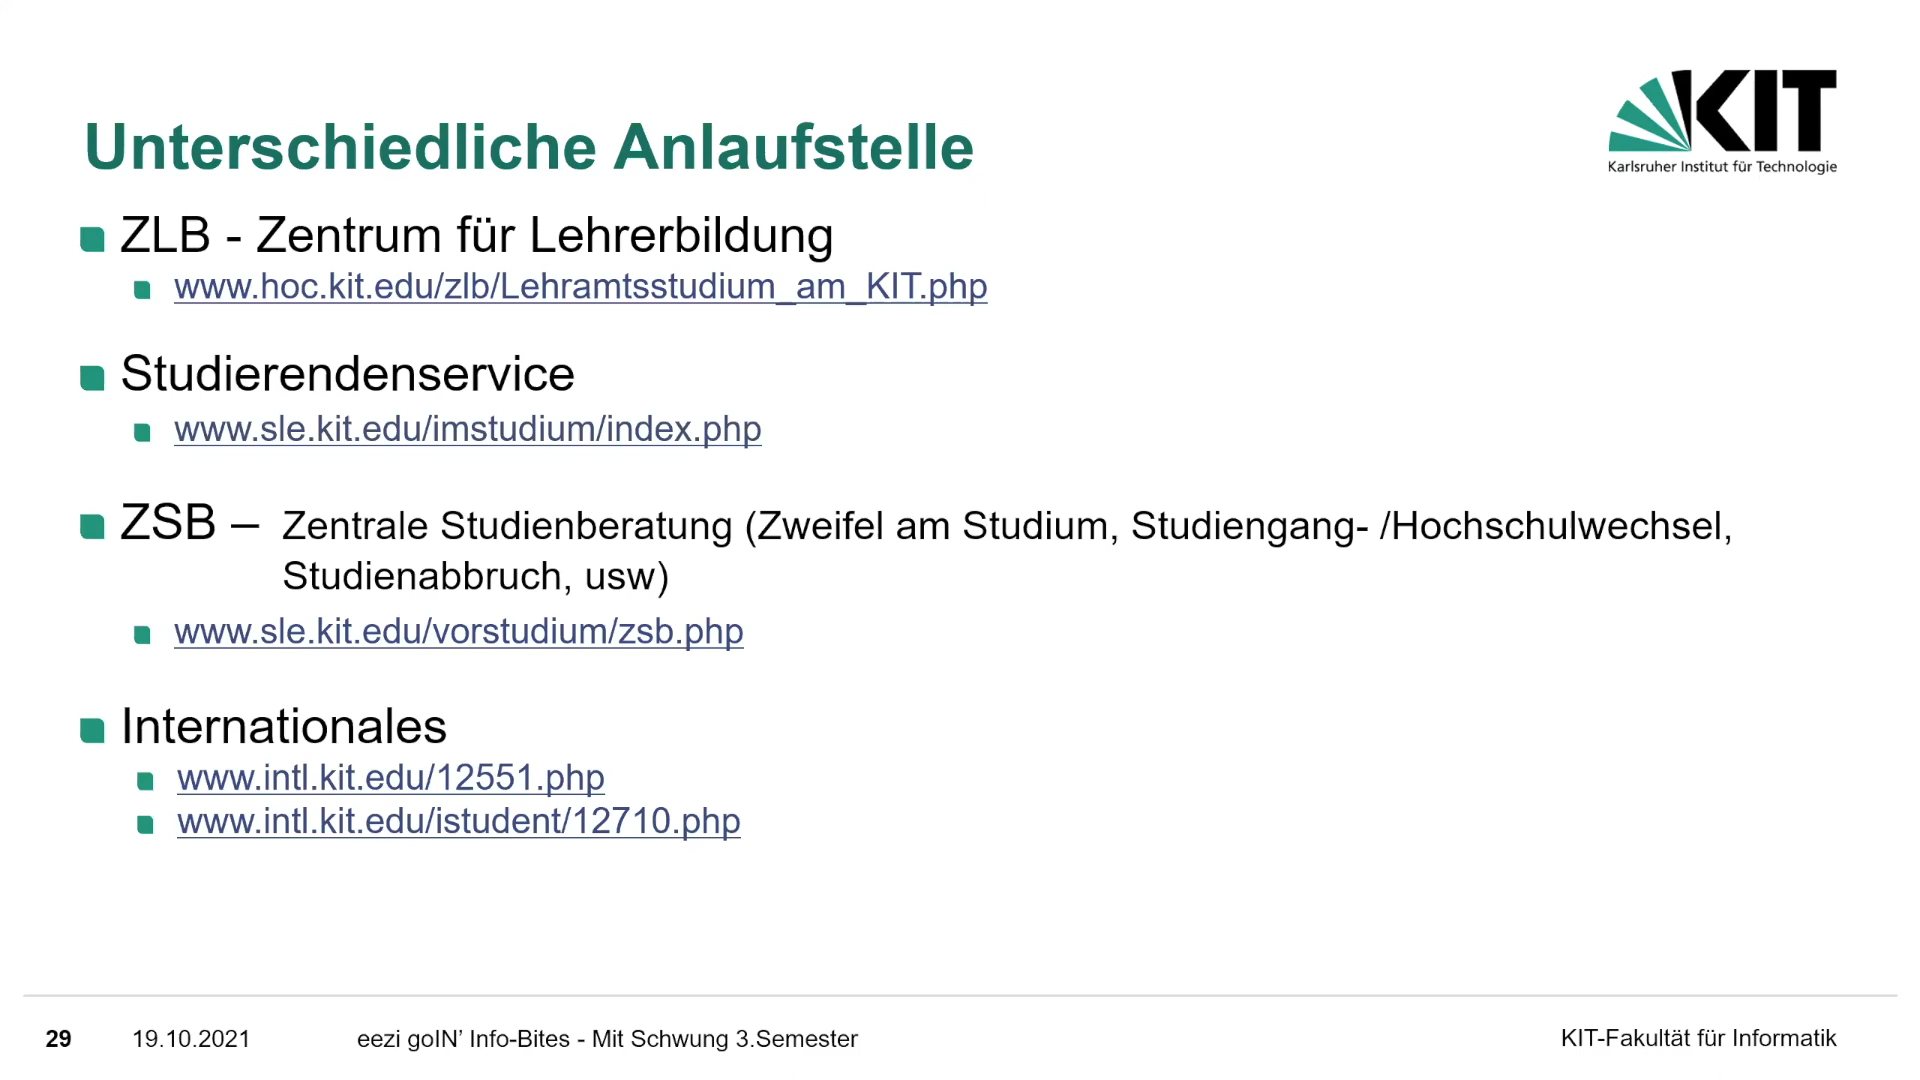 KIT
Karlsruher Institut für Technologie
Unterschiedliche Anlaufstelle
ZLB - Zentrum für Lehrerbildung
www.hoc.kit.edu/zlb/Lehramtsstudium_am_KIT.php
Studierendenservice
www.sle.kit.edu/imstudium/index.php
ZSB – Zentrale Studienberatung (Zweifel am Studium, Studiengang- /Hochschulwechsel,
Studienabbruch, usw)
www.sle.kit.edu/vorstudium/zsb.php
Internationales
www.intl.kit.edu/12551.php
www.intl.kit.edu/istudent/12710.php
29 19.10.2021 eezi goIN’ Info-Bites - Mit Schwung 3.Semester KIT-Fakultät für Informatik